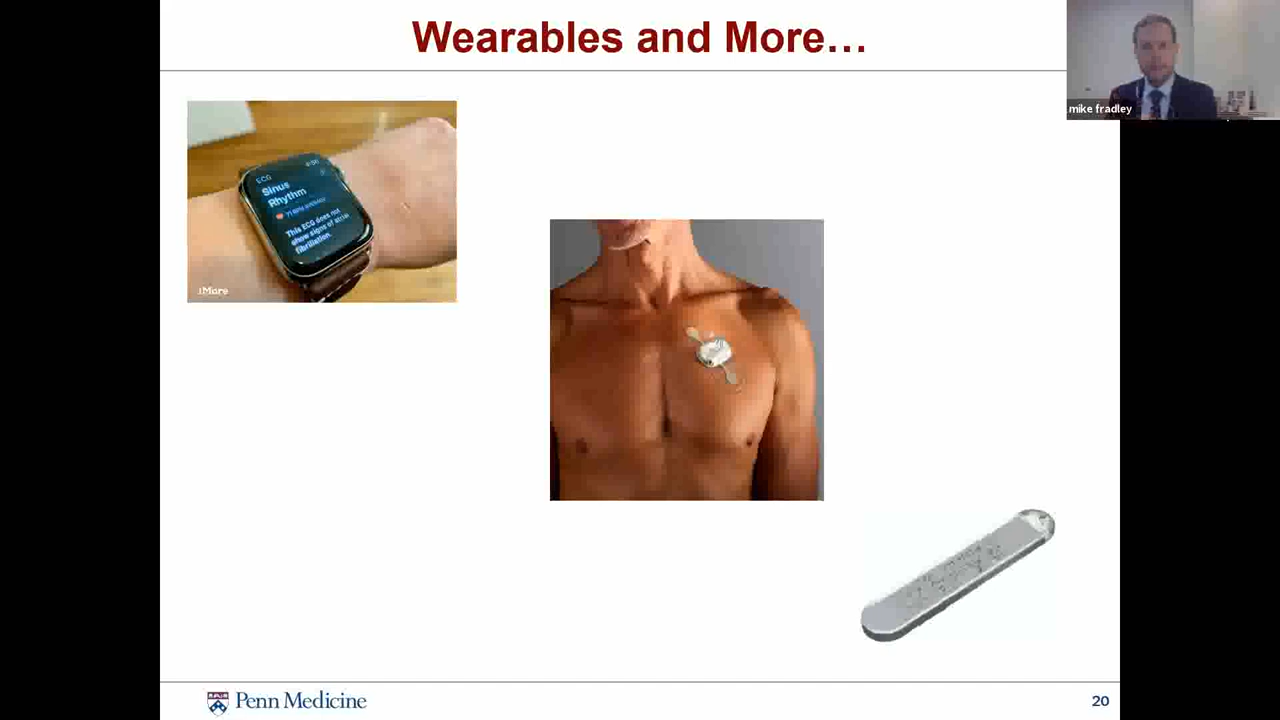 Wearables and More…
mike fradley
ECG
Sinus
Rhythm
This ECG does not
show signs of atrial
fibrillation.
iMore
Penn Medicine
20